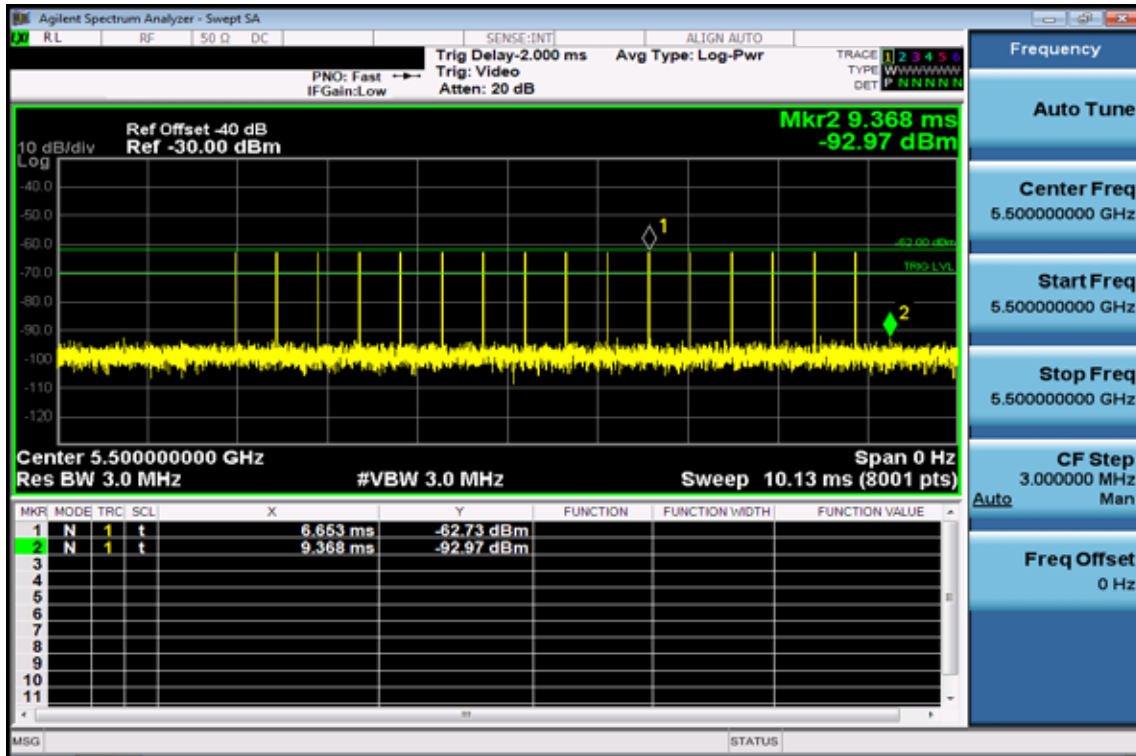 Agilent Spectrum Analyzer - Swept SA
LXI RL RF 50 Ω DC SENSE:INT ALIGN AUTO
Trig Delay-2.000 ms Avg Type: Log-Pwr TRACE 1 2 3 4 5 6
PNO: Fast Trig: Video TYPE WWWWWWW
IFGain:Low Atten: 20 dB DET P N N N N N
Mkr2 9.368 ms
-92.97 dBm
Ref Offset -40 dB
10 dB/div Ref -30.00 dBm
Log
-40.0
-50.0
1
-60.0
-62.00 dBm
-70.0 TRIG LVL
-80.0
2
-90.0
-100
-110
-120
Center 5.500000000 GHz Span 0 Hz
Res BW 3.0 MHz #VBW 3.0 MHz Sweep 10.13 ms (8001 pts)
MKR MODE TRC SCL X Y FUNCTION FUNCTION WIDTH FUNCTION VALUE
1 N 1 t 6.653 ms -62.73 dBm
2 N 1 t 9.368 ms -92.97 dBm
3
4
5
6
7
8
9
10
11
MSG STATUS
Frequency
Auto Tune
Center Freq
5.500000000 GHz
Start Freq
5.500000000 GHz
Stop Freq
5.500000000 GHz
CF Step
3.000000 MHz
Auto Man
Freq Offset
0 Hz